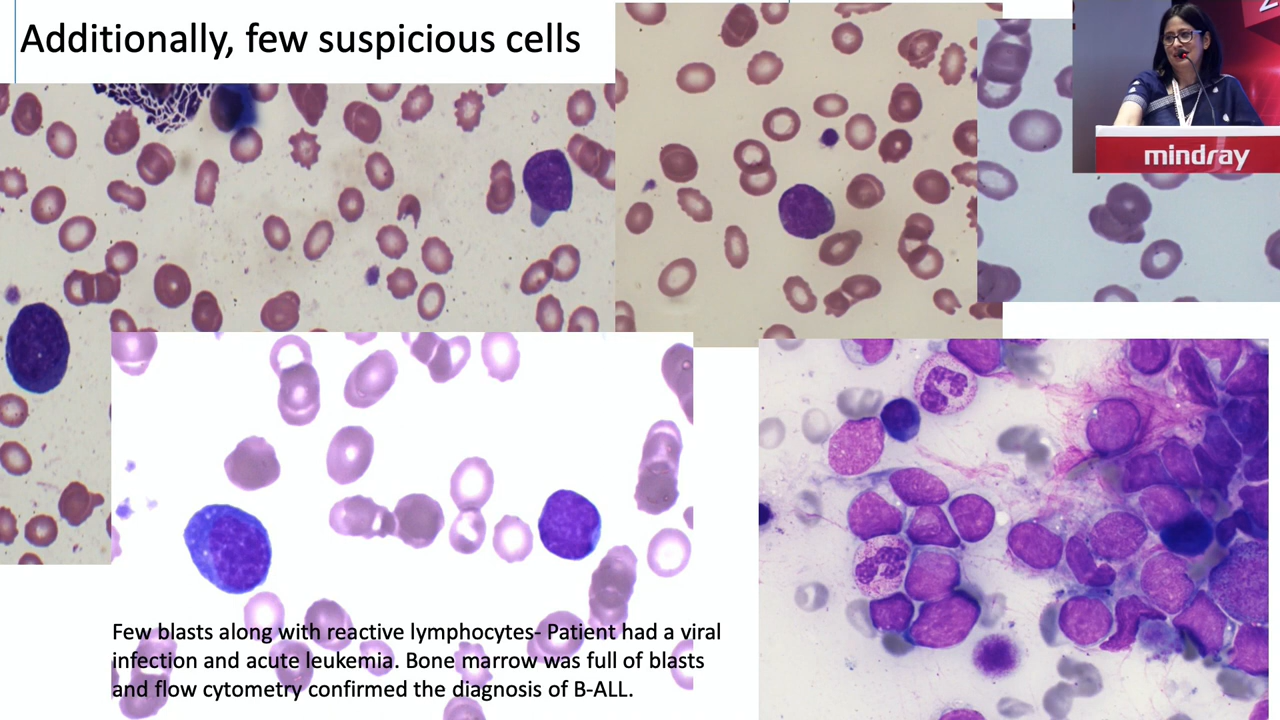 Additionally, few suspicious cells
mindray
Few blasts along with reactive lymphocytes- Patient had a viral
infection and acute leukemia. Bone marrow was full of blasts
and flow cytometry confirmed the diagnosis of B-ALL.